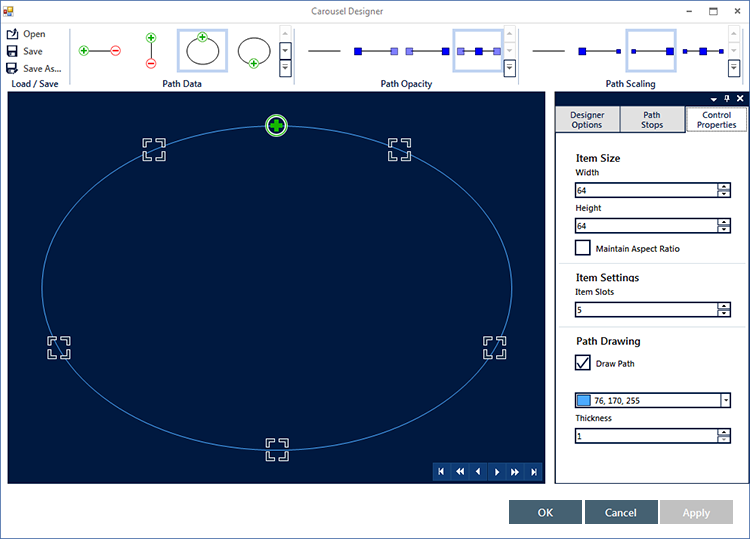 Carousel Designer
Open
Save
Save As...
Load / Save
Path Data
Path Opacity
Path Scaling
Designer
Options
Path
Stops
Control
Properties
Item Size
Width
64
Height
64
Maintain Aspect Ratio
Item Settings
Item Slots
5
Path Drawing
Draw Path
76, 170, 255
Thickness
1
OK
Cancel
Apply